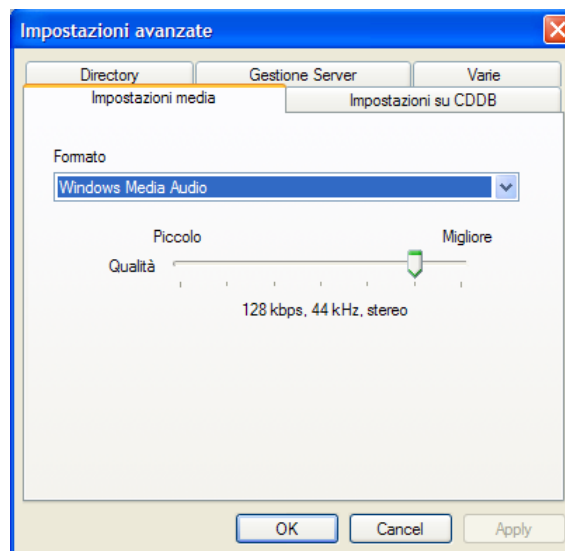 Impostazioni avanzate
Directory Gestione Server Varie
Impostazioni media Impostazioni su CDDB
Formato
Windows Media Audio
Piccolo Migliore
Qualità
128 kbps, 44 kHz, stereo
OK Cancel Apply